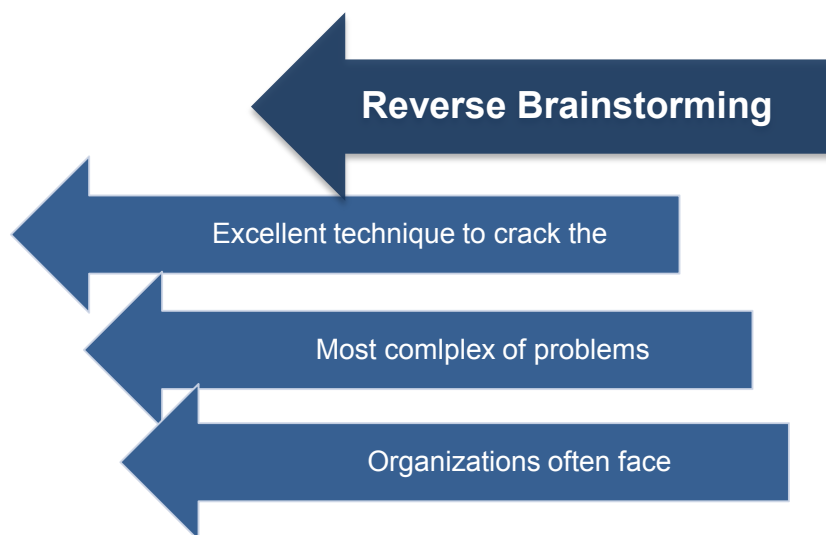 Reverse Brainstorming
Excellent technique to crack the
Most comlplex of problems
Organizations often face